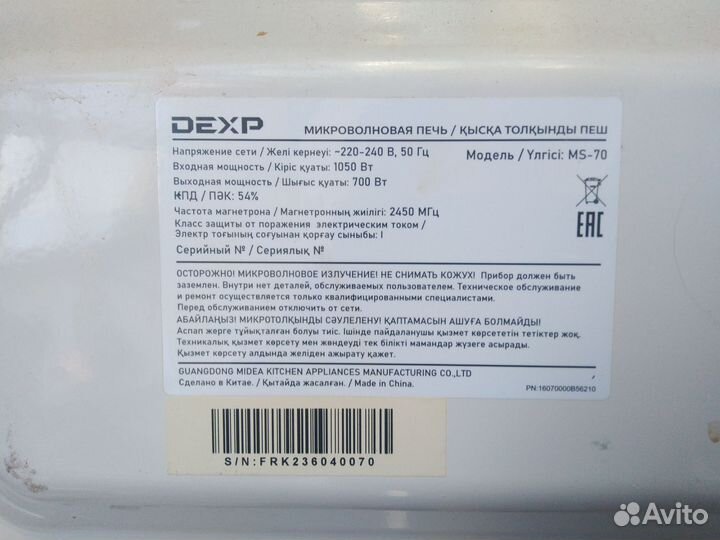 DEXP
МИКРОВОЛНОВАЯ ПЕЧЬ / ҚЫСҚА ТОЛҚЫНДЫ ПЕШ
Напряжение сети / Желі кернеуі: ~220-240 В, 50 Гц
Модель / Үлгісі: MS-70
Входная мощность / Кіріс қуаты: 1050 Вт
Выходная мощность / Шығыс қуаты: 700 Вт
КПД / ПӘК: 54%
Частота магнетрона / Магнетронның жиілігі: 2450 МГц
Класс защиты от поражения электрическим током /
Электр тоғының соғуынан қорғау сыныбы: I
Серийный № / Сериялық №
EAC
ОСТОРОЖНО! МИКРОВОЛНОВОЕ ИЗЛУЧЕНИЕ! НЕ СНИМАТЬ КОЖУХ! Прибор должен быть
заземлен. Внутри нет деталей, обслуживаемых пользователем. Техническое обслуживание
и ремонт осуществляется только квалифицированными специалистами.
Перед обслуживанием отключить от сети.
АБАЙЛАҢЫЗ! МИКРОТОЛҚЫНДЫ СӘУЛЕЛЕНУ! ҚАПТАМАСЫН АШУҒА БОЛМАЙДЫ!
Аспап жерге тұйықталған болуы тиіс. Ішінде пайдаланушы қызмет көрсететін тетіктер жоқ.
Техникалық қызмет көрсету мен жөндеуді тек білікті мамандар жүзеге асырады.
Қызмет көрсету алдында желіден ажырату қажет.
GUANGDONG MIDEA KITCHEN APPLIANCES MANUFACTURING CO.,LTD
Сделано в Китае. / Қытайда жасалған. / Made in China.
PN:16070000B56210
S/N:FRK236040070
Avito